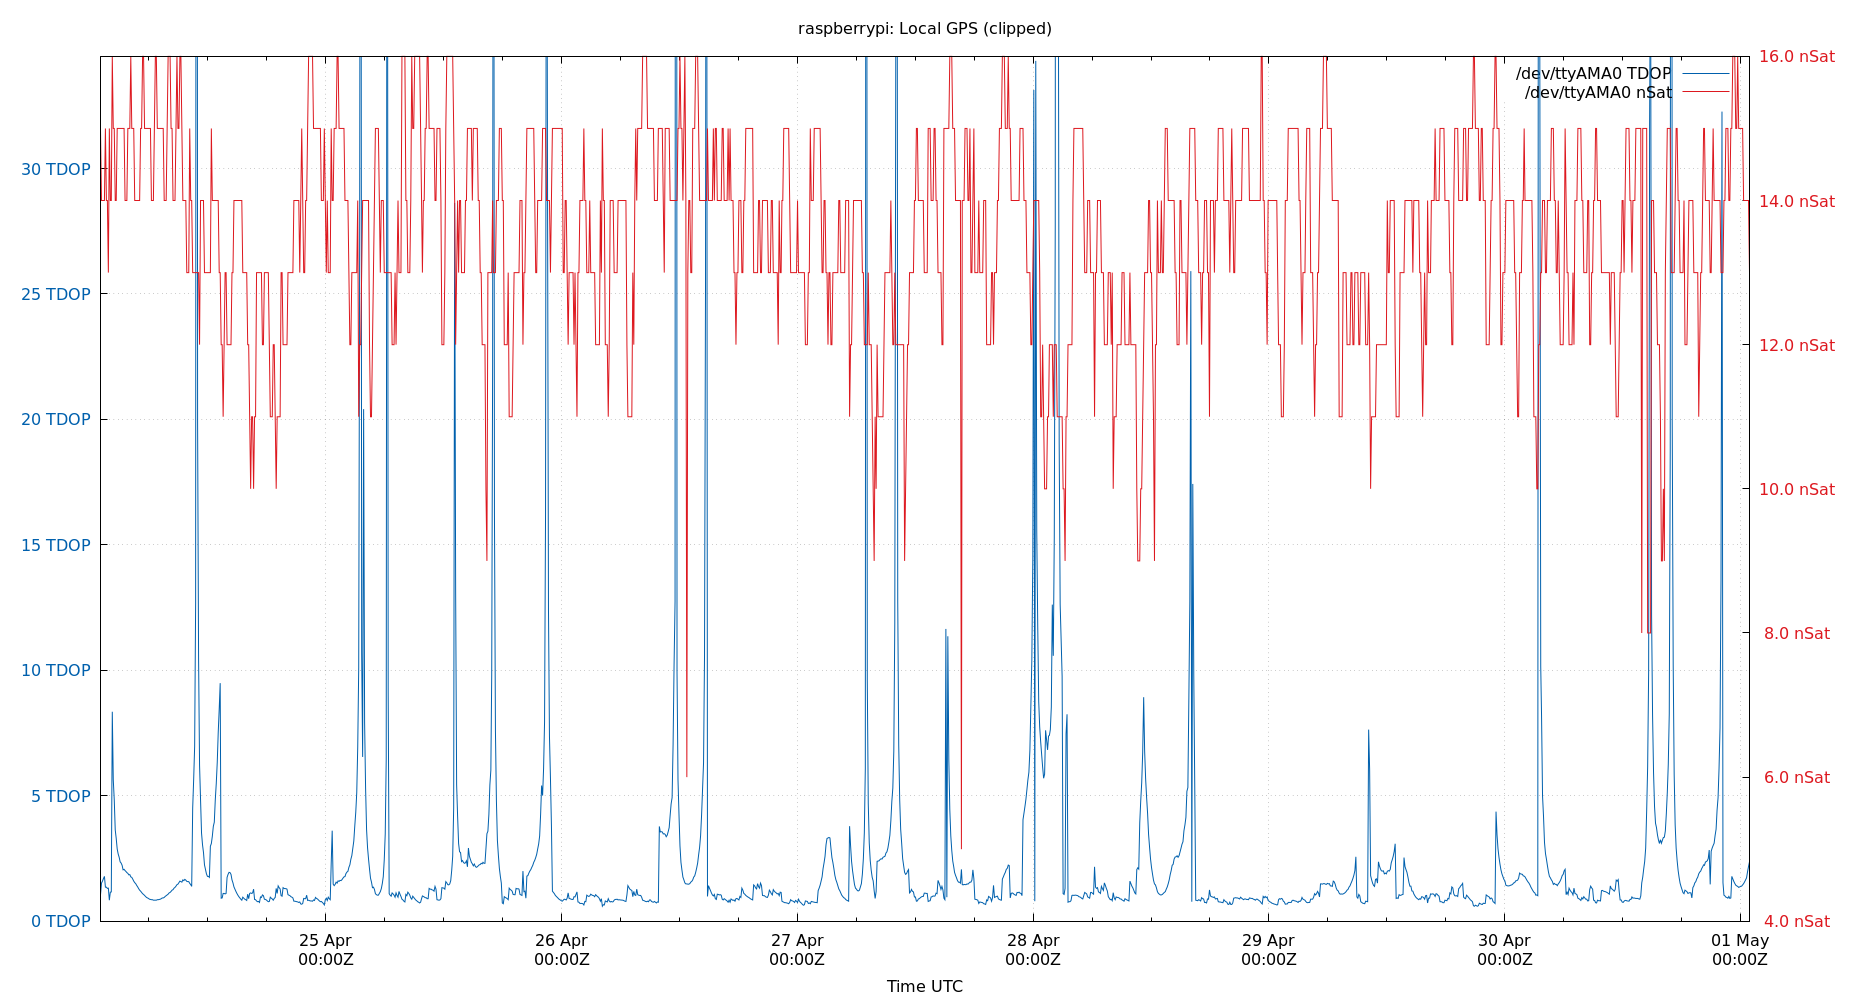 raspberrypi: Local GPS (clipped)
16.0 nSat
/dev/ttyAMA0 TDOP
/dev/ttyAMA0 nSat
30 TDOP
14.0 nSat
25 TDOP
12.0 nSat
20 TDOP
10.0 nSat
15 TDOP
8.0 nSat
10 TDOP
6.0 nSat
5 TDOP
4.0 nSat
0 TDOP
25 Apr 26 Apr 27 Apr 28 Apr 29 Apr 30 Apr 01 May
00:00Z 00:00Z 00:00Z 00:00Z 00:00Z 00:00Z 00:00Z
Time UTC